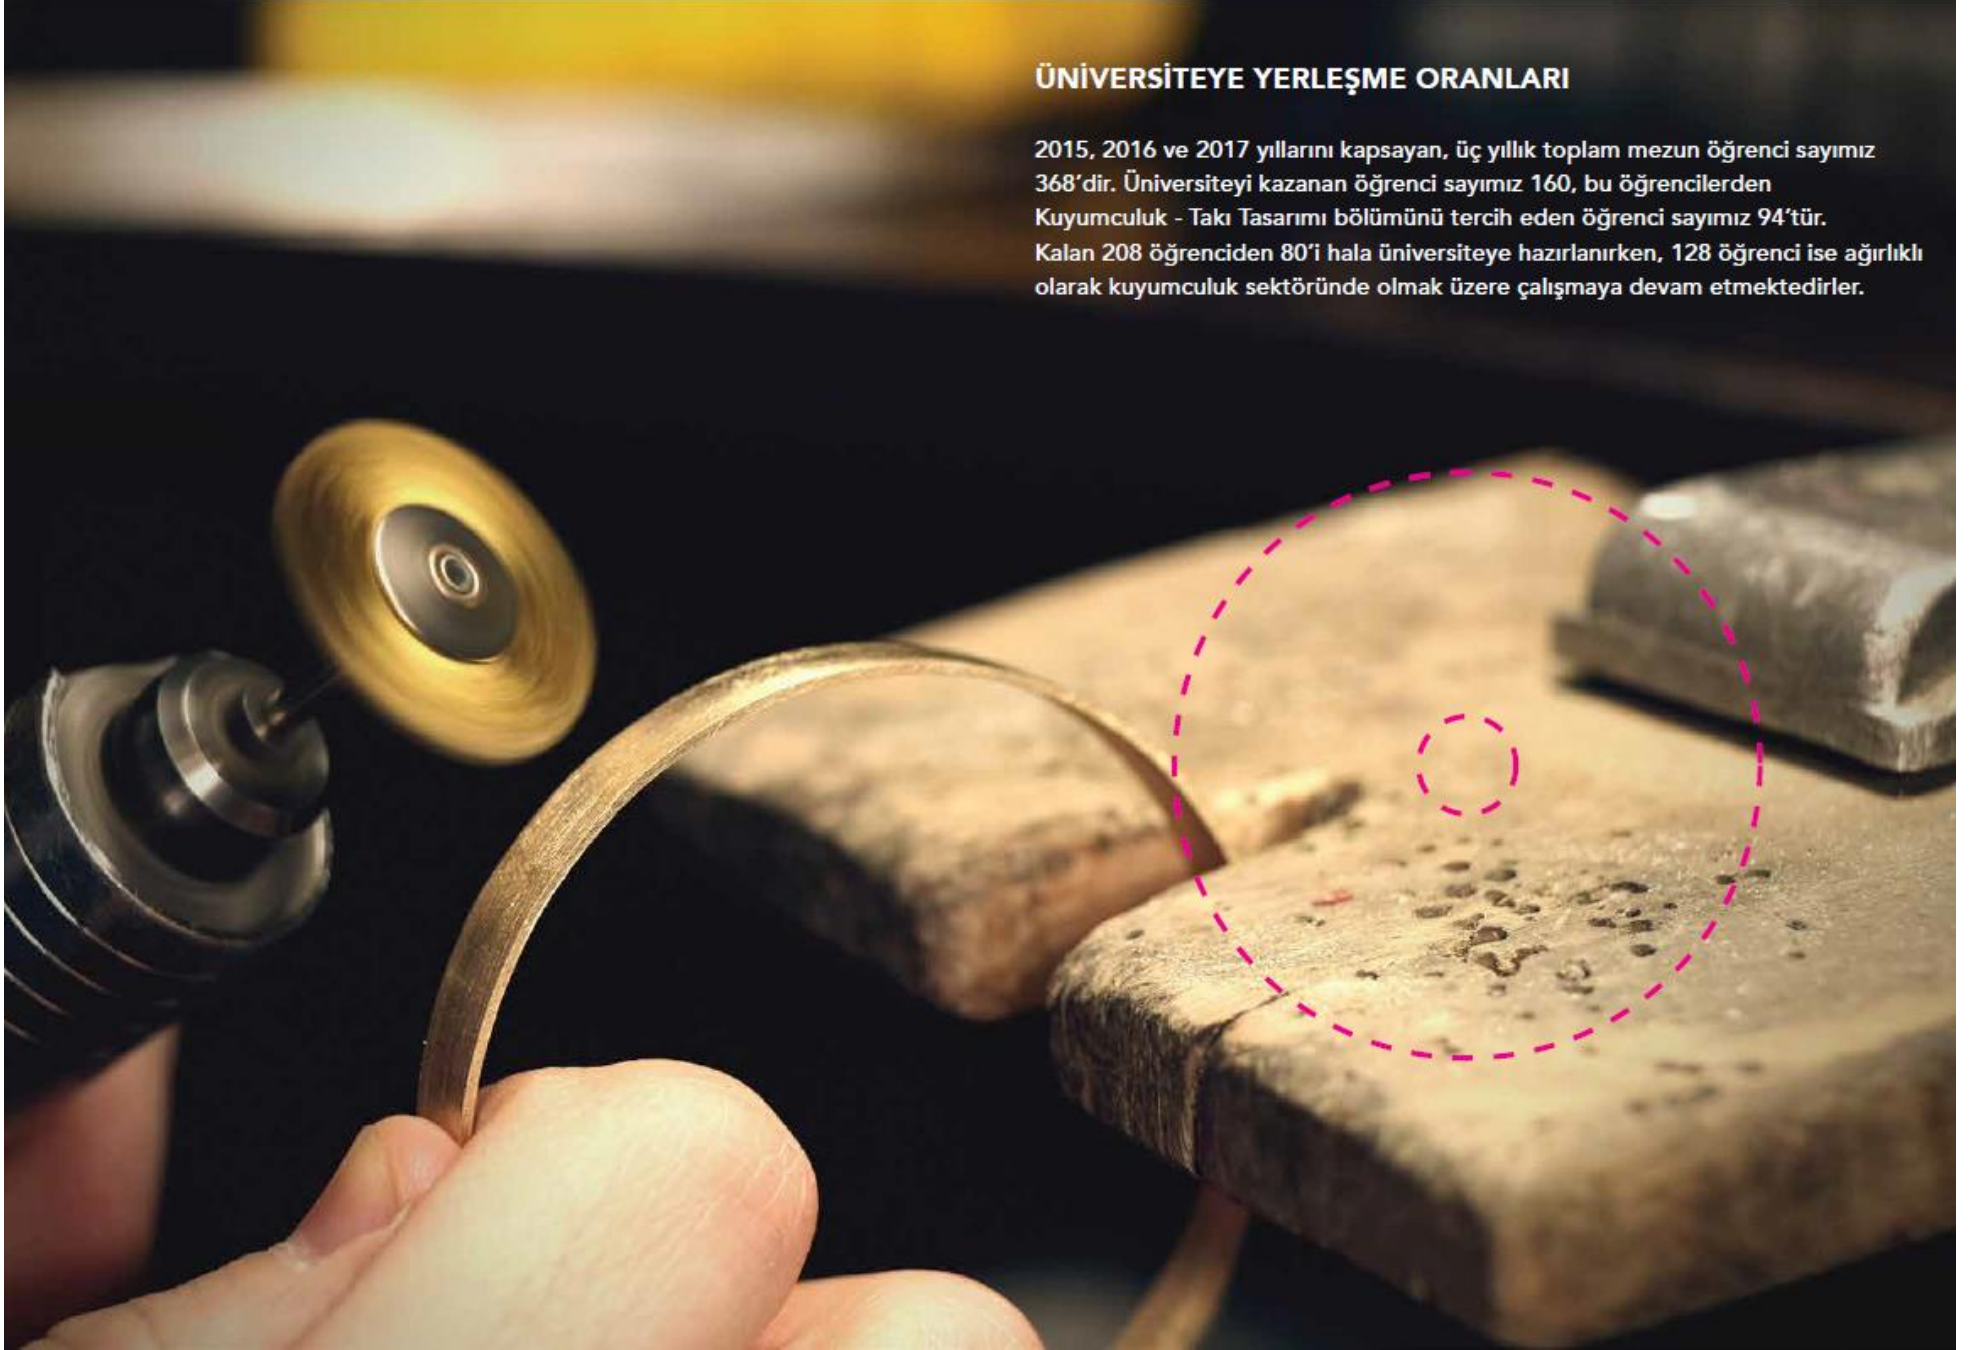 ÜNİVERSİTEYE YERLEŞME ORANLARI
2015, 2016 ve 2017 yıllarını kapsayan, üç yıllık toplam mezun öğrenci sayımız
368'dir. Üniversiteyi kazanan öğrenci sayımız 160, bu öğrencilerden
Kuyumculuk - Takı Tasarımı bölümünü tercih eden öğrenci sayımız 94'tür.
Kalan 208 öğrenciden 80'i hala üniversiteye hazırlanırken, 128 öğrenci ise ağırlıklı
olarak kuyumculuk sektöründe olmak üzere çalışmaya devam etmektedirler.